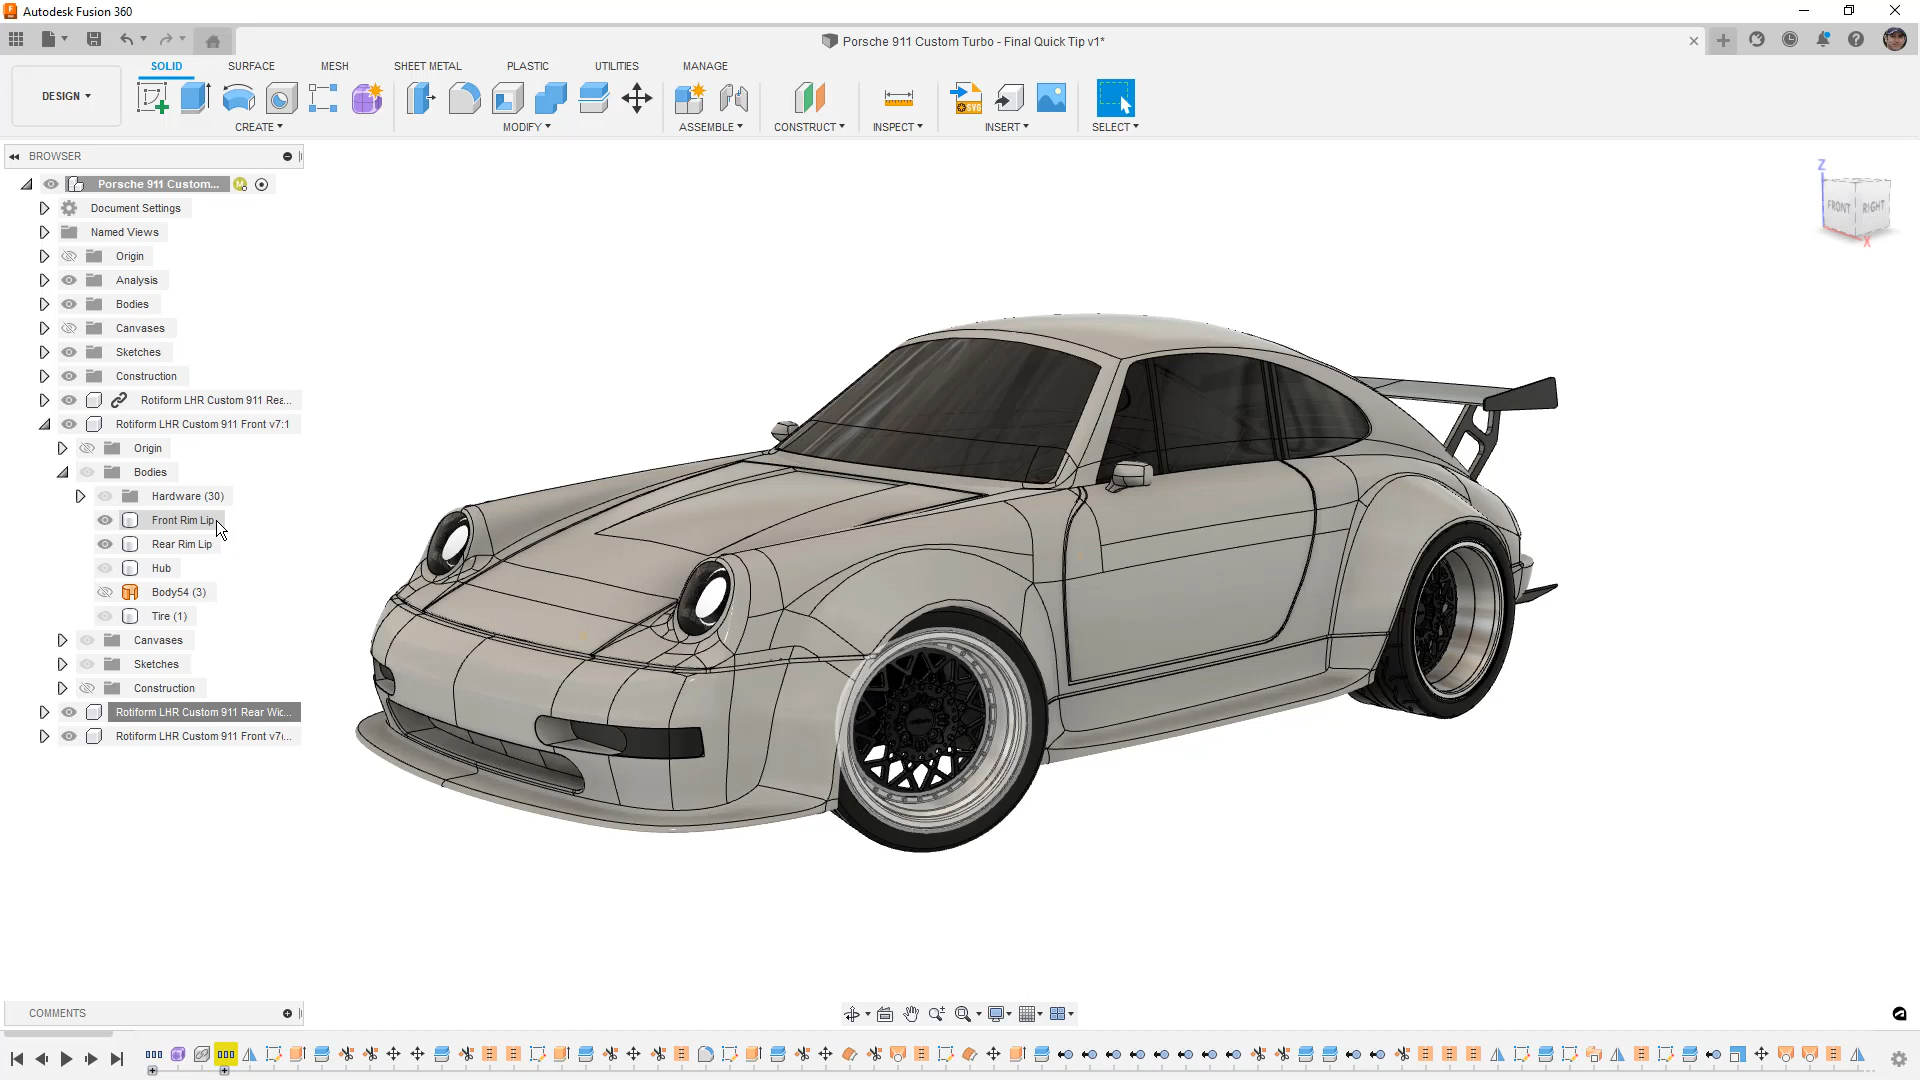 Autodesk Fusion 360
Porsche 911 Custom Turbo - Final Quick Tip v1*
SOLID SURFACE MESH SHEET METAL PLASTIC UTILITIES MANAGE
DESIGN
SVG
CREATE MODIFY ASSEMBLE CONSTRUCT INSPECT INSERT SELECT
BROWSER
Porsche 911 Custom...
Document Settings
Named Views
Origin
Analysis
Bodies
Canvases
Sketches
Construction
Rotiform LHR Custom 911 Rea...
Rotiform LHR Custom 911 Front v7:1
Origin
Bodies
Hardware (30)
Front Rim Lip
Rear Rim Lip
Hub
Body54 (3)
Tire (1)
Canvases
Sketches
Construction
Rotiform LHR Custom 911 Rear Wic...
Rotiform LHR Custom 911 Front v7(...
Z
FRONT RIGHT
X
COMMENTS